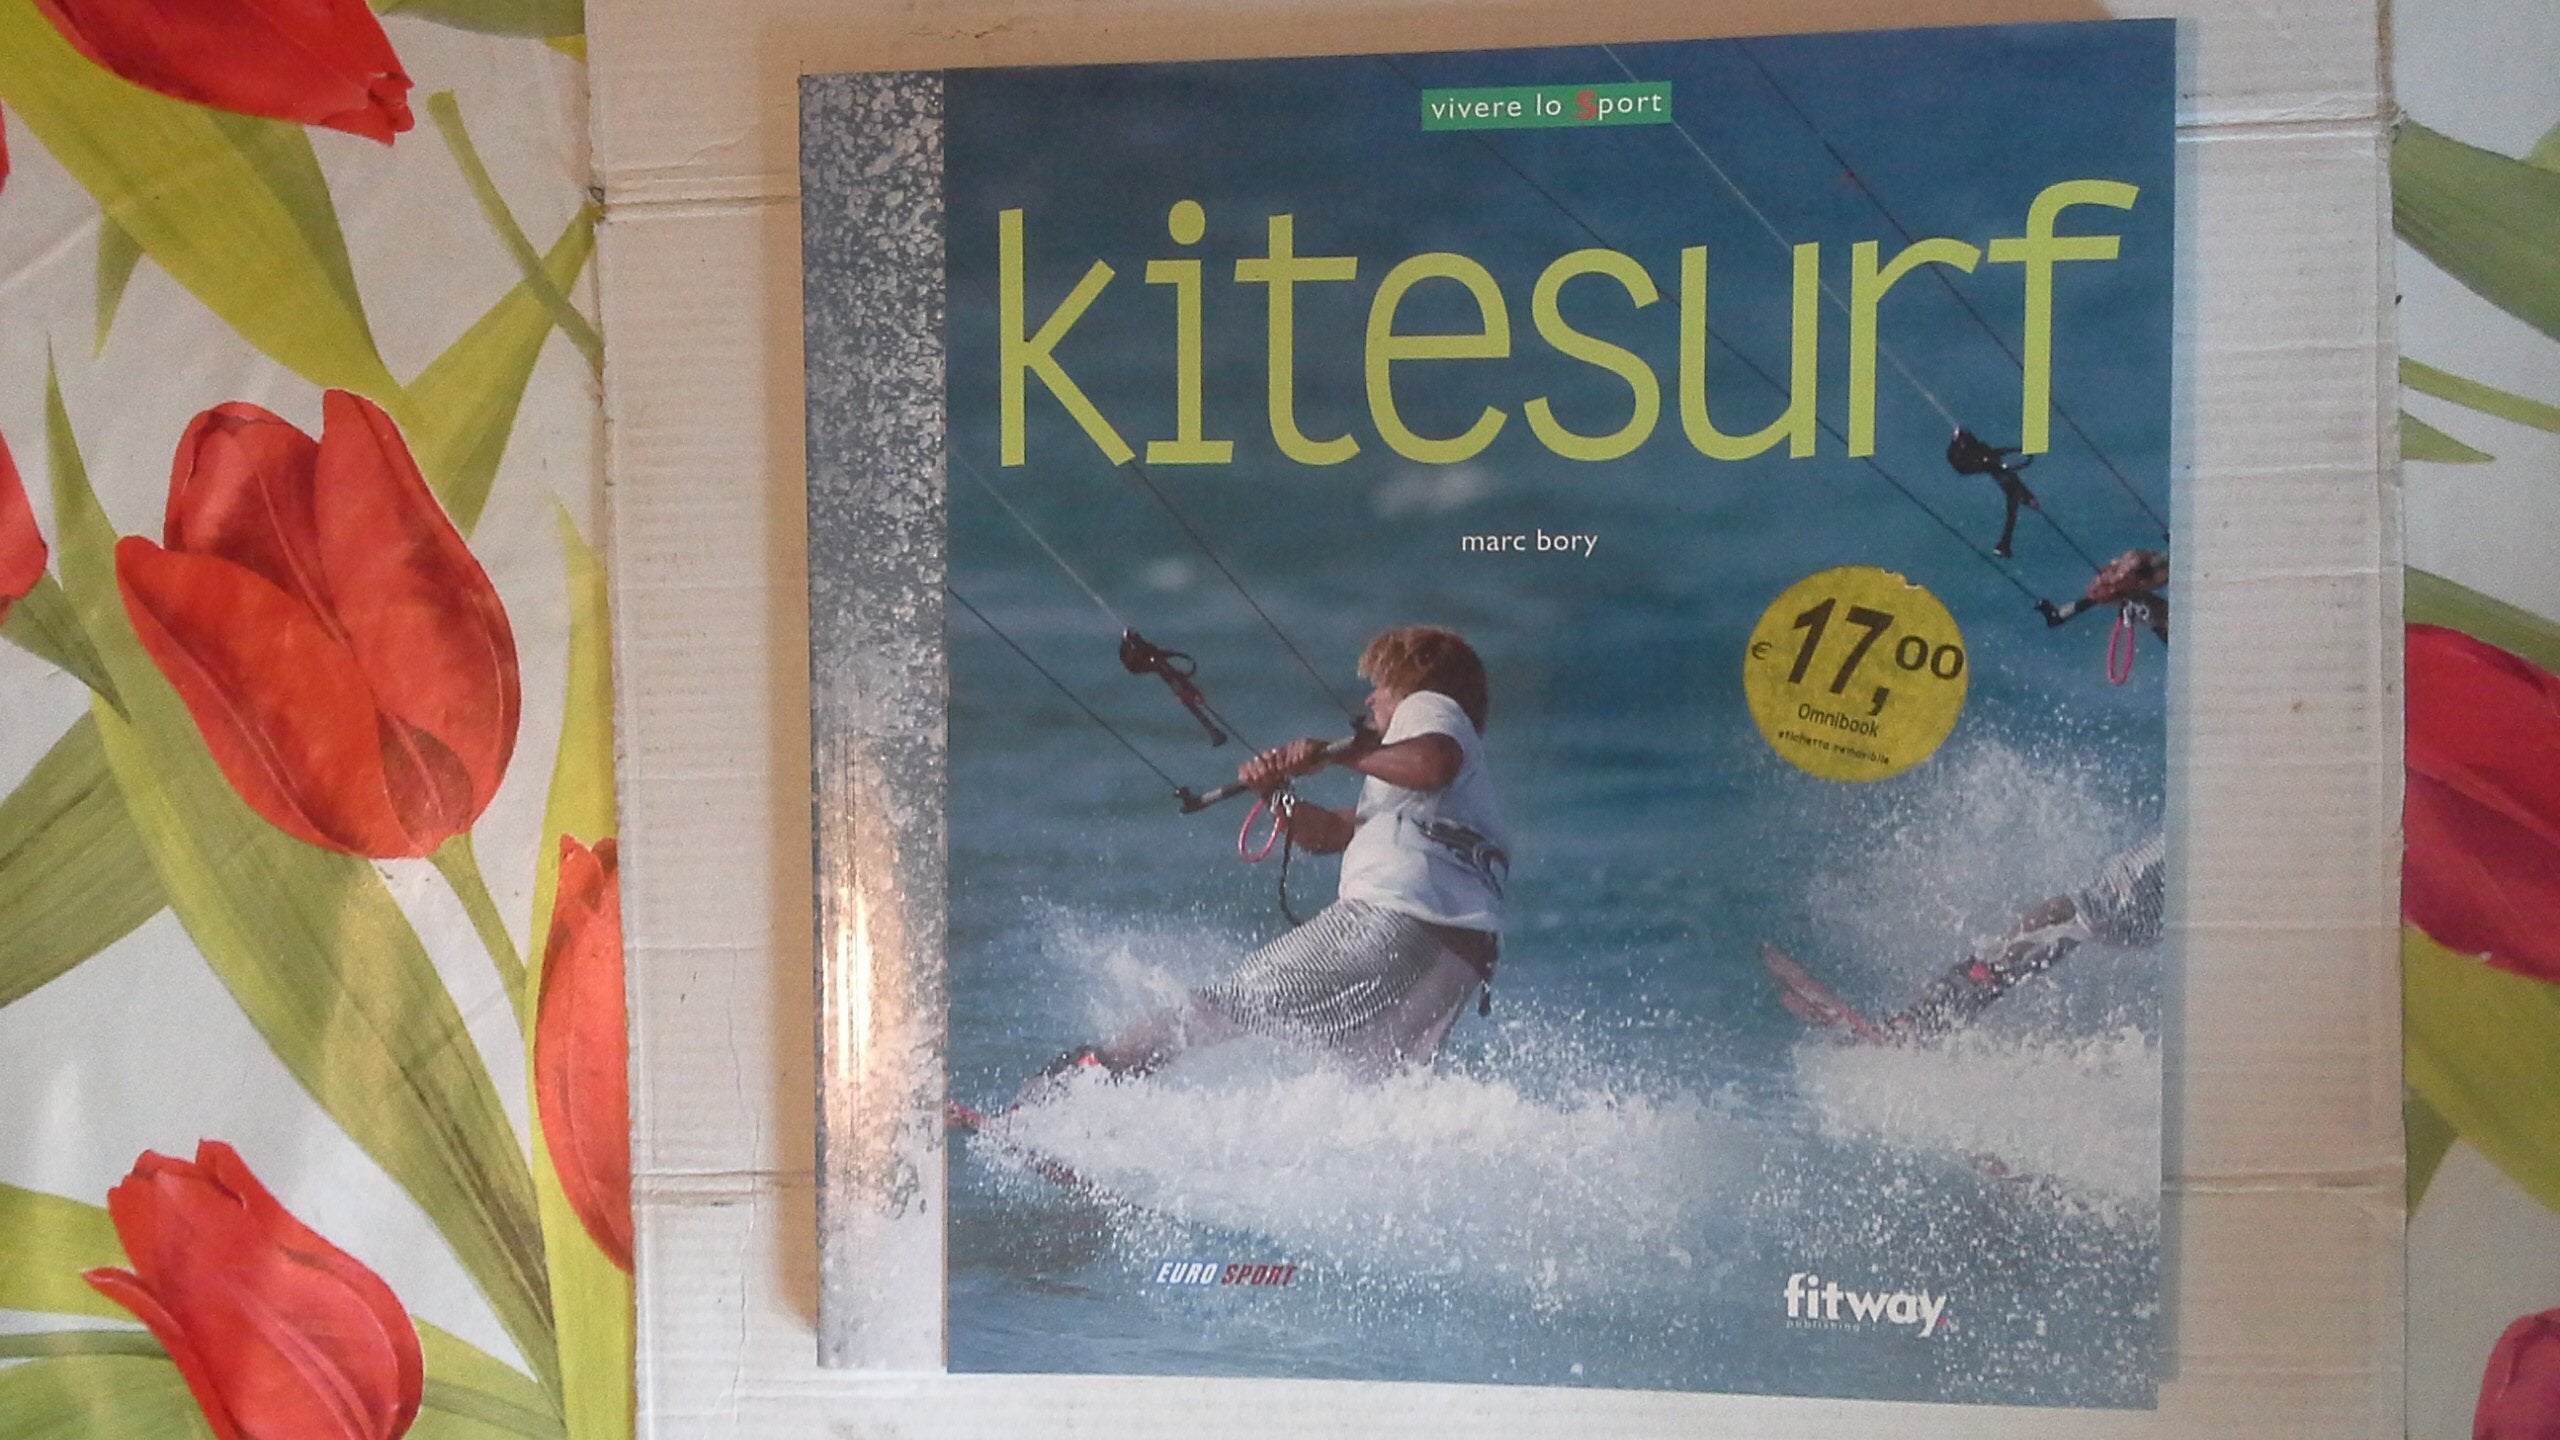 vivere lo Sport
kitesurf
marc bory
€ 17,00
Omnibook
etichetta removibile
EURO SPORT
fitway
publishing